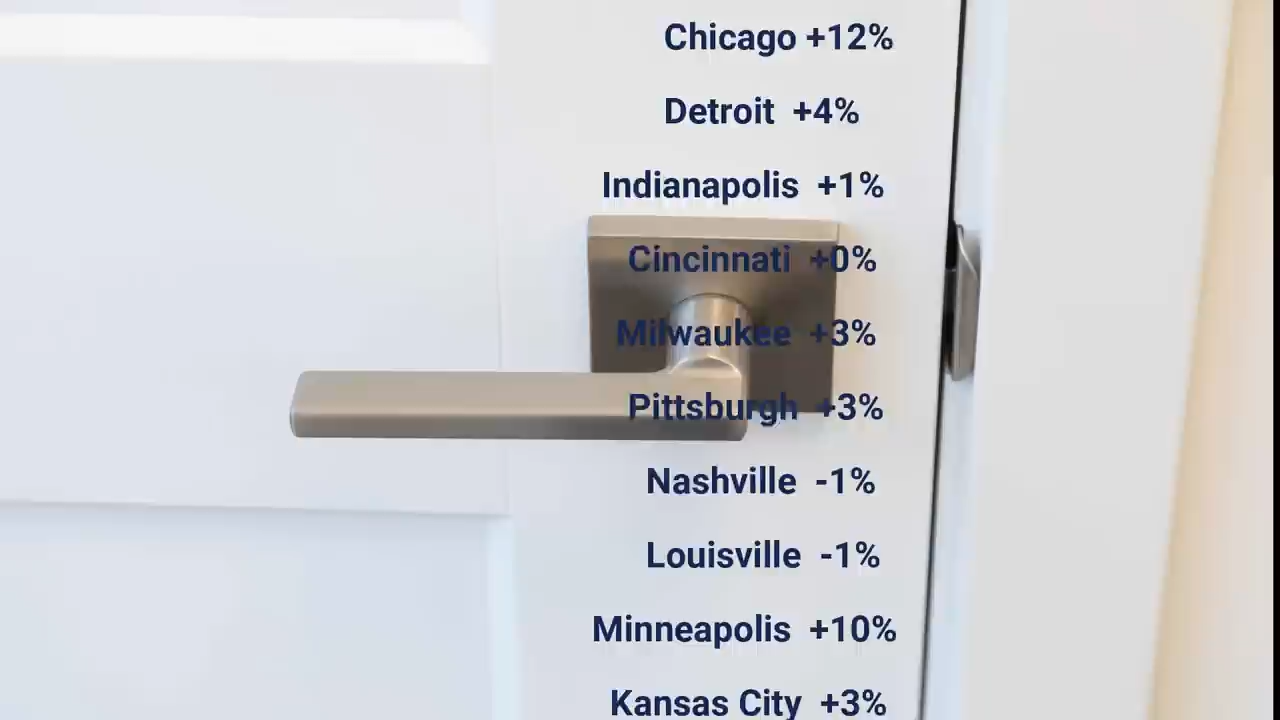 Chicago +12%
Detroit +4%
Indianapolis +1%
Cincinnati +0%
Milwaukee +3%
Pittsburgh +3%
Nashville -1%
Louisville -1%
Minneapolis +10%
Kansas City +3%